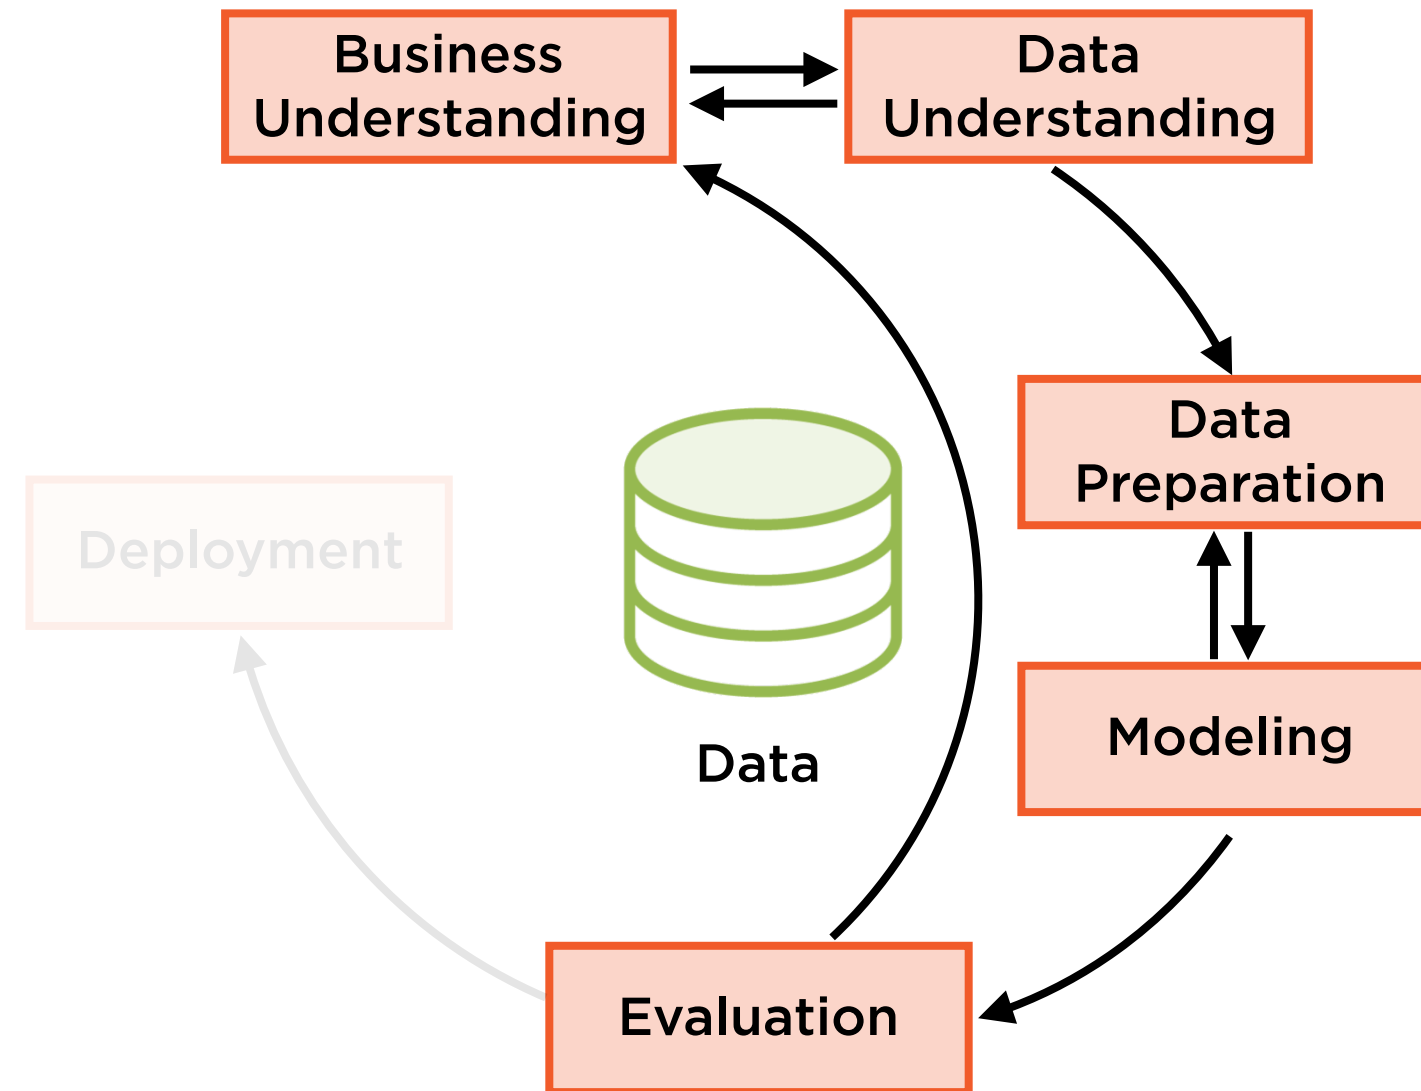 Business
Understanding
Data
Understanding
Data
Preparation
Deployment
Modeling
Data
Evaluation